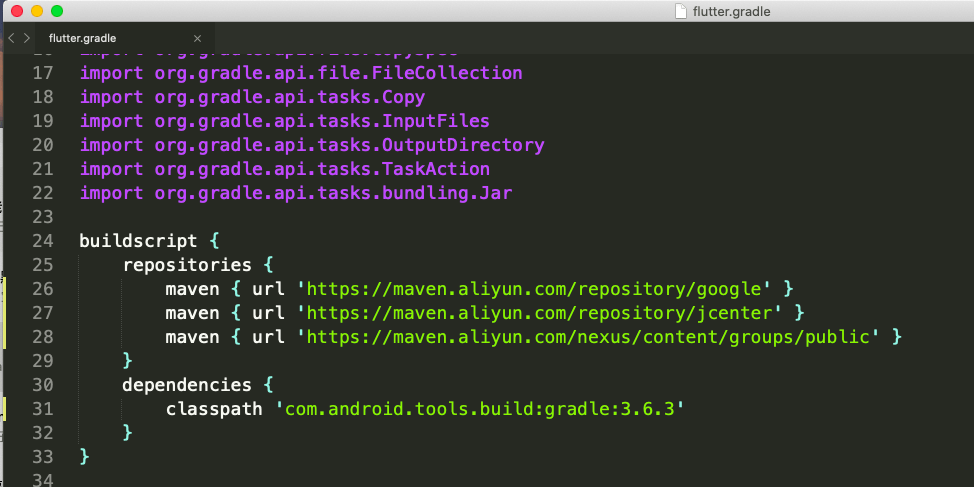 flutter.gradle
flutter.gradle ×
17 import org.gradle.api.file.FileCollection
18 import org.gradle.api.tasks.Copy
19 import org.gradle.api.tasks.InputFiles
20 import org.gradle.api.tasks.OutputDirectory
21 import org.gradle.api.tasks.TaskAction
22 import org.gradle.api.tasks.bundling.Jar
23
24 buildscript {
25     repositories {
26         maven { url 'https://maven.aliyun.com/repository/google' }
27         maven { url 'https://maven.aliyun.com/repository/jcenter' }
28         maven { url 'https://maven.aliyun.com/nexus/content/groups/public' }
29     }
30     dependencies {
31         classpath 'com.android.tools.build:gradle:3.6.3'
32     }
33 }
34